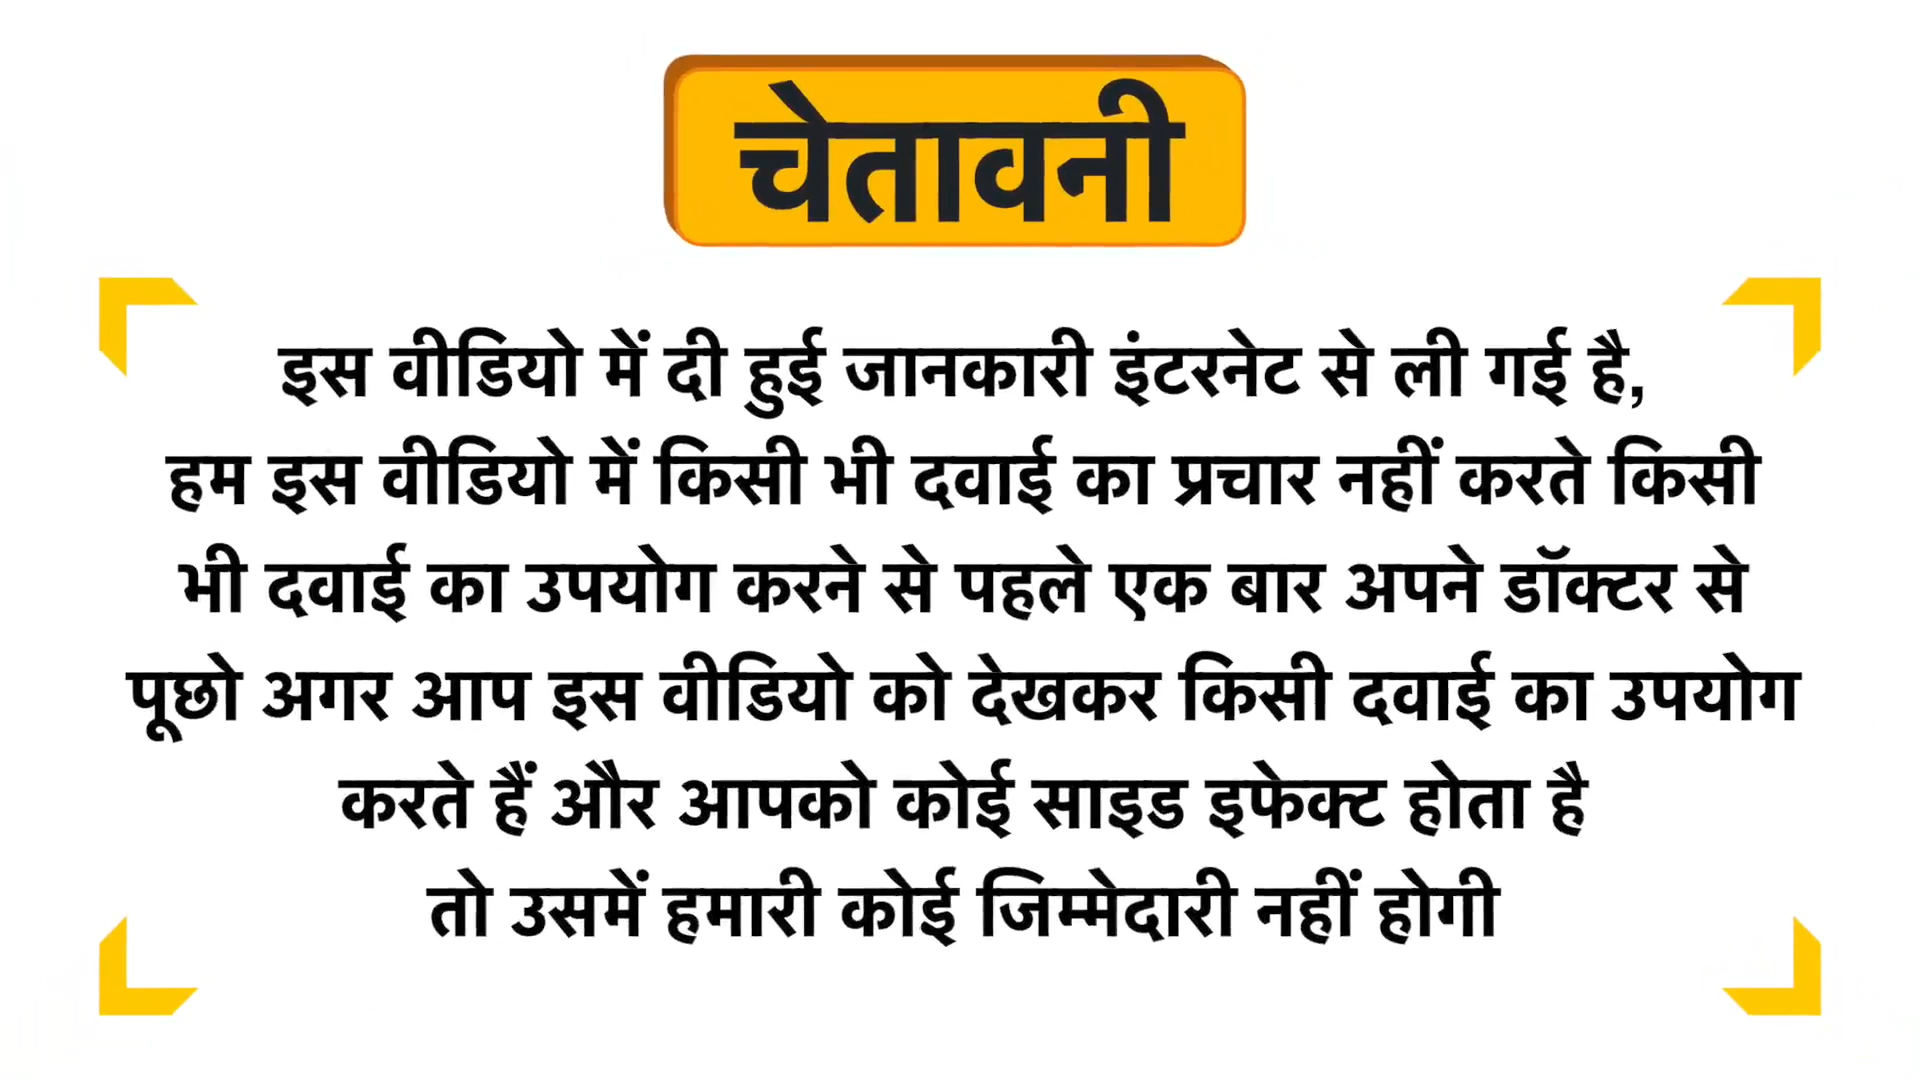 चेतावनी
इस वीडियो में दी हुई जानकारी इंटरनेट से ली गई है,
हम इस वीडियो में किसी भी दवाई का प्रचार नहीं करते किसी
भी दवाई का उपयोग करने से पहले एक बार अपने डॉक्टर से
पूछो अगर आप इस वीडियो को देखकर किसी दवाई का उपयोग
करते हैं और आपको कोई साइड इफेक्ट होता है
तो उसमें हमारी कोई जिम्मेदारी नहीं होगी